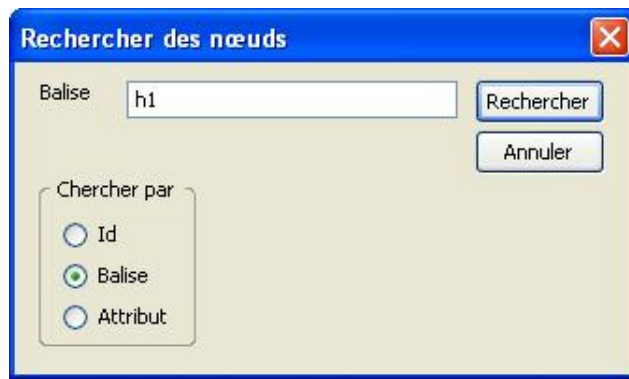 Rechercher des nœuds
Balise h1 Rechercher
Annuler
Chercher par
Id
Balise
Attribut